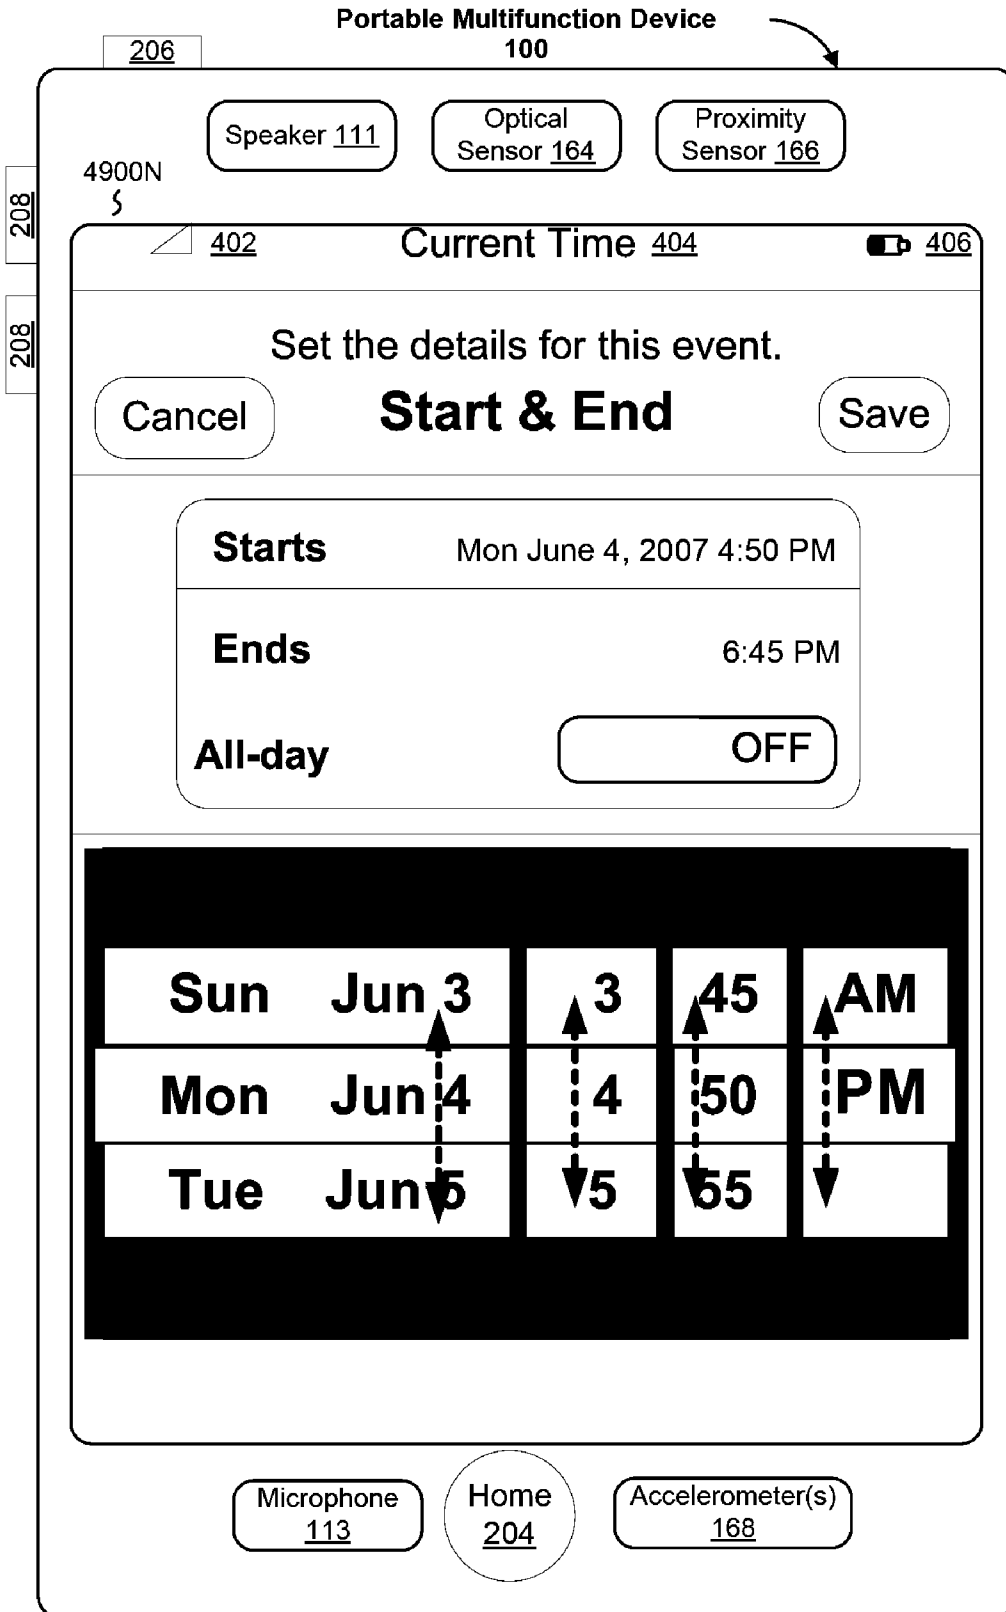 Portable Multifunction Device
100
206
Speaker 111
Optical
Sensor 164
Proximity
Sensor 166
4900N
208
208
402
Current Time 404
406
Set the details for this event.
Cancel
Start & End
Save
Starts
Mon June 4, 2007 4:50 PM
Ends
6:45 PM
All-day
OFF
Sun Jun 3 3 45 AM
Mon Jun 4 4 50 PM
Tue Jun 5 5 55
Microphone
113
Home
204
Accelerometer(s)
168